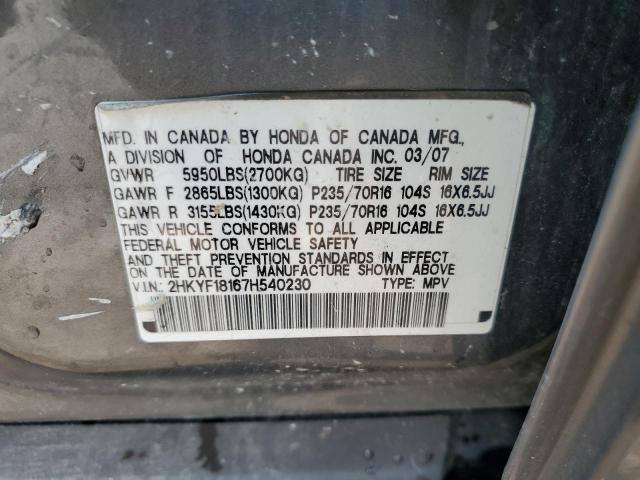 MFD. IN CANADA BY HONDA OF CANADA MFG.,
A DIVISION OF HONDA CANADA INC. 03/07
GVWR 5950LBS(2700KG) TIRE SIZE RIM SIZE
GAWR F 2865LBS(1300KG) P235/70R16 104S 16X6.5JJ
GAWR R 3155LBS(1430KG) P235/70R16 104S 16X6.5JJ
THIS VEHICLE CONFORMS TO ALL APPLICABLE
FEDERAL MOTOR VEHICLE SAFETY
AND THEFT PREVENTION STANDARDS IN EFFECT
ON THE DATE OF MANUFACTURE SHOWN ABOVE
V.I.N.: 2HKYF18167H540230 TYPE: MPV